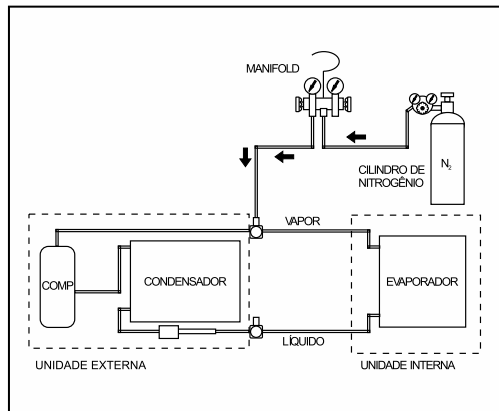 MANIFOLD
CILINDRO DE
NITROGÊNIO
N2
VAPOR
COMP
CONDENSADOR
EVAPORADOR
LÍQUIDO
UNIDADE EXTERNA
UNIDADE INTERNA